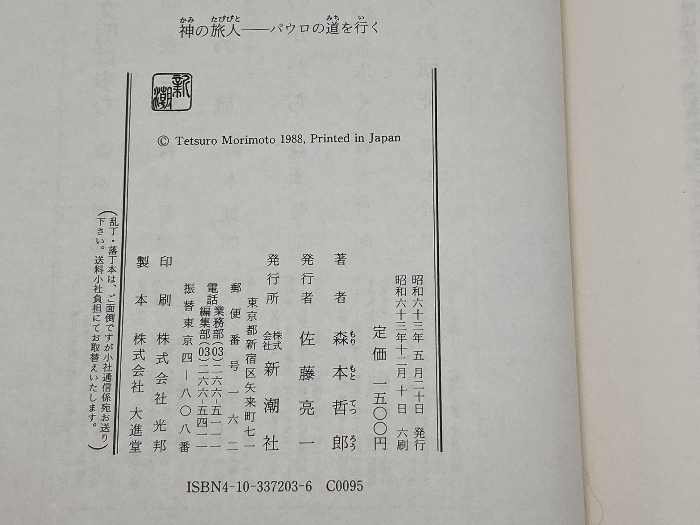 神の旅人――パウロの道を行く
新潮
© Tetsuro Morimoto 1988, Printed in Japan
昭和六十三年五月二十日 発行
昭和六十三年十二月十日 六刷
定価 一五〇〇円
著者 森本哲郎
発行者 佐藤亮一
発行所 株式会社 新潮社
東京都新宿区矢来町七一
郵便番号 一六二
電話 業務部(03)二六六―五一一一
編集部(03)二六六―五四一一
振替東京四―八〇八番
印刷 株式会社 光邦
製本 株式会社 大進堂
(乱丁・落丁本は、ご面倒ですが小社通信係宛お送り
下さい。送料小社負担にてお取替えいたします。)
ISBN4-10-337203-6 C0095